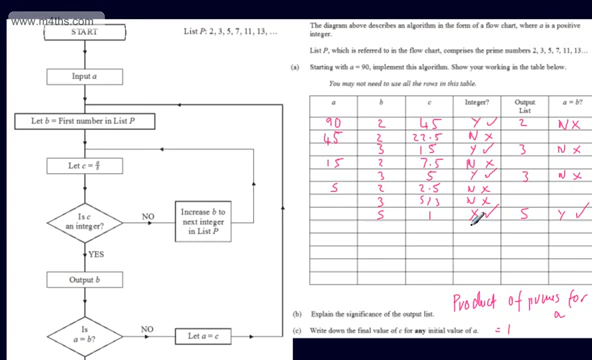 www.m4ths.com
START
List P: 2, 3, 5, 7, 11, 13, …
Input a
Let b = First number in List P
Let c = a/b
Is c
an integer?
NO
Increase b to
next integer
in List P
YES
Output b
Is
a = b?
NO
Let a = c
The diagram above describes an algorithm in the form of a flow chart, where a is a positive
integer.
List P, which is referred to in the flow chart, comprises the prime numbers 2, 3, 5, 7, 11, 13…
(a) Starting with a = 90, implement this algorithm. Show your working in the table below.
You may not need to use all the rows in this table.
a b c Integer? Output List a = b?
90 2 45 Y ✓ 2 N ×
45 2 22.5 N ×
3 15 Y ✓ 3 N ×
15 2 7.5 N ×
3 5 Y ✓ 3 N ×
5 2 2.5 N ×
3 5/3 N ×
5 1 Y ✓ 5 Y ✓
Product of primes for
a
(b) Explain the significance of the output list.
(c) Write down the final value of c for any initial value of a. = 1